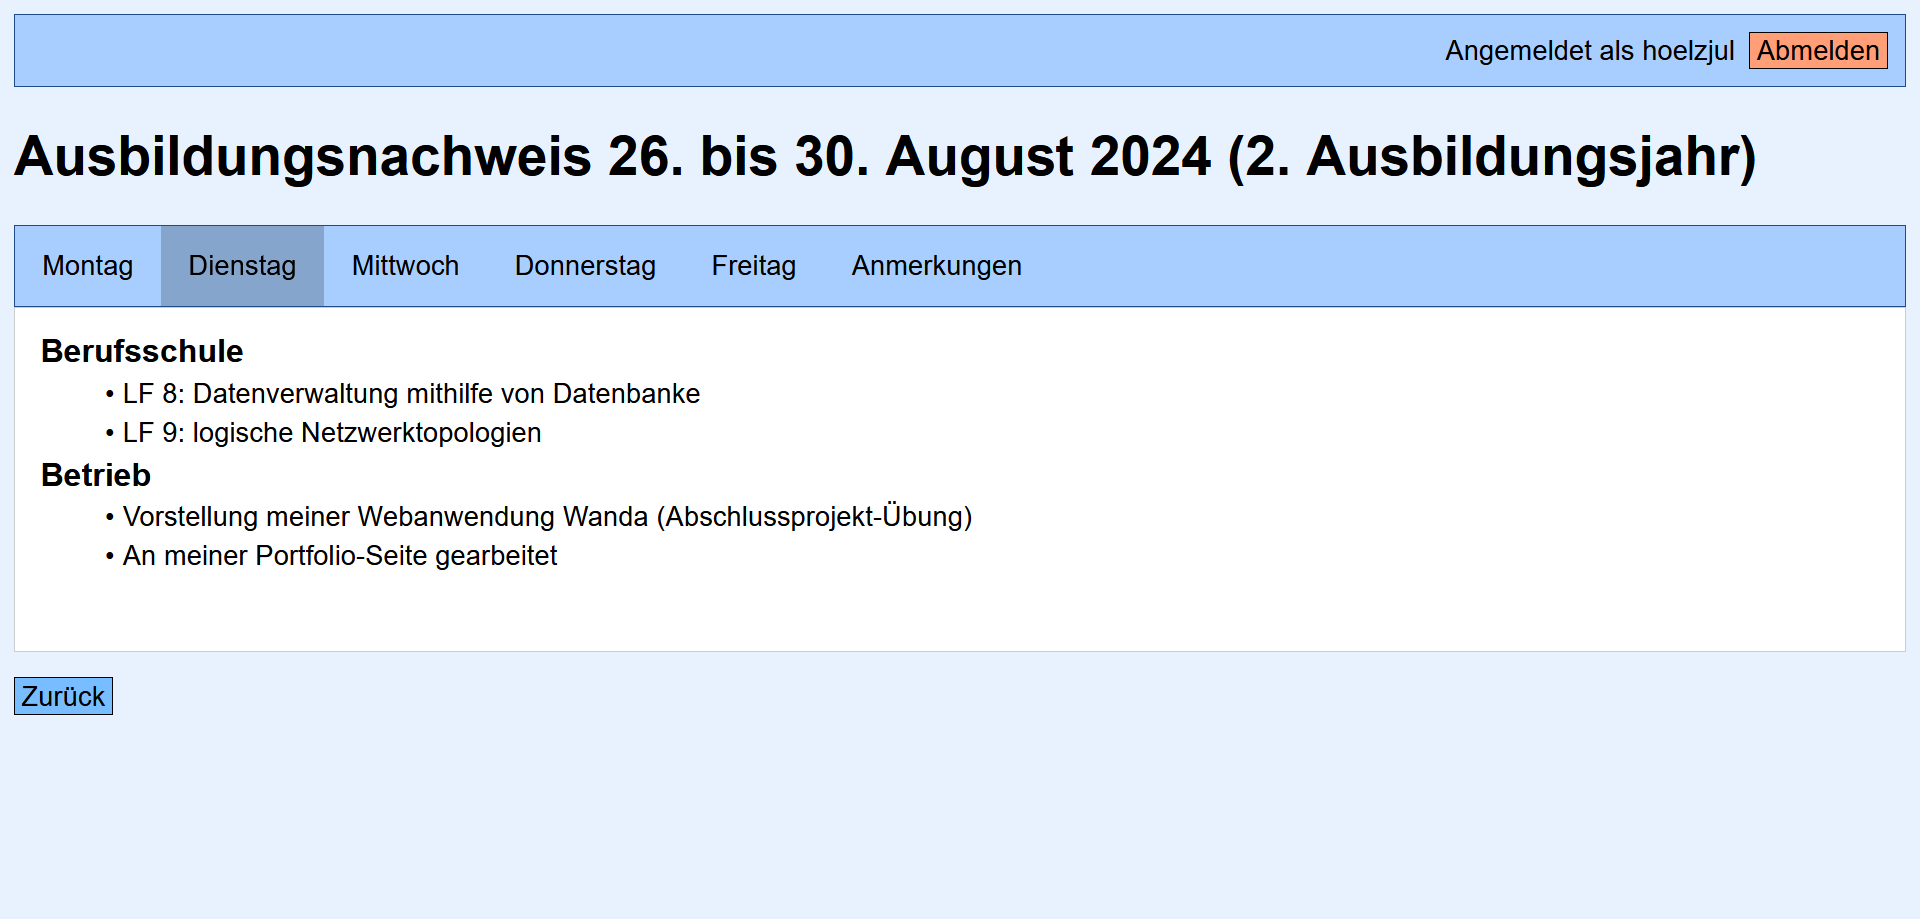 Angemeldet als hoelzjul Abmelden
Ausbildungsnachweis 26. bis 30. August 2024 (2. Ausbildungsjahr)
Montag Dienstag Mittwoch Donnerstag Freitag Anmerkungen
Berufsschule
• LF 8: Datenverwaltung mithilfe von Datenbanke
• LF 9: logische Netzwerktopologien
Betrieb
• Vorstellung meiner Webanwendung Wanda (Abschlussprojekt-Übung)
• An meiner Portfolio-Seite gearbeitet
Zurück